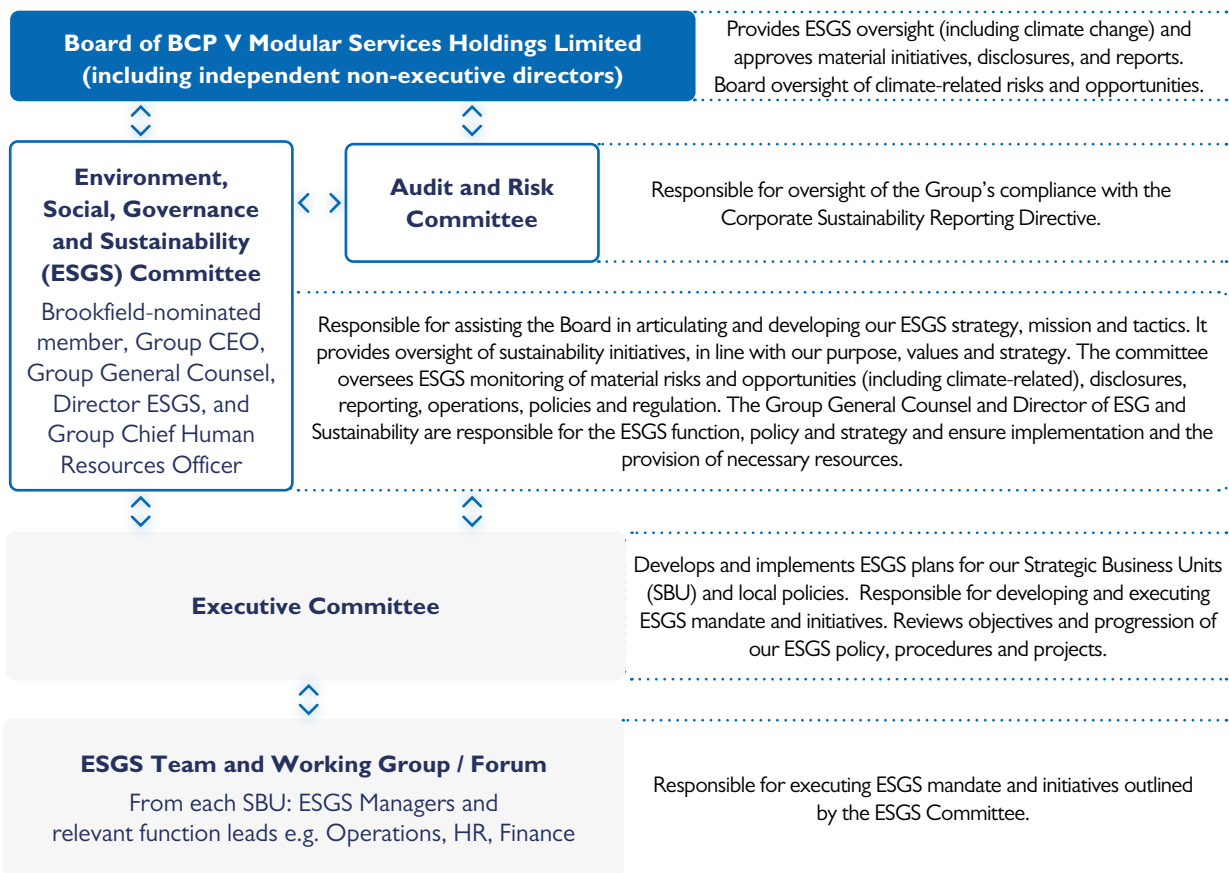 Board of BCP V Modular Services Holdings Limited
(including independent non-executive directors)
Provides ESGS oversight (including climate change) and
approves material initiatives, disclosures, and reports.
Board oversight of climate-related risks and opportunities.
Environment,
Social, Governance
and Sustainability
(ESGS) Committee
Brookfield-nominated
member, Group CEO,
Group General Counsel,
Director ESGS, and
Group Chief Human
Resources Officer
Audit and Risk
Committee
Responsible for oversight of the Group’s compliance with the
Corporate Sustainability Reporting Directive.
Responsible for assisting the Board in articulating and developing our ESGS strategy, mission and tactics. It
provides oversight of sustainability initiatives, in line with our purpose, values and strategy. The committee
oversees ESGS monitoring of material risks and opportunities (including climate-related), disclosures,
reporting, operations, policies and regulation. The Group General Counsel and Director of ESG and
Sustainability are responsible for the ESGS function, policy and strategy and ensure implementation and the
provision of necessary resources.
Executive Committee
Develops and implements ESGS plans for our Strategic Business Units
(SBU) and local policies. Responsible for developing and executing
ESGS mandate and initiatives. Reviews objectives and progression of
our ESGS policy, procedures and projects.
ESGS Team and Working Group / Forum
From each SBU: ESGS Managers and
relevant function leads e.g. Operations, HR, Finance
Responsible for executing ESGS mandate and initiatives outlined
by the ESGS Committee.